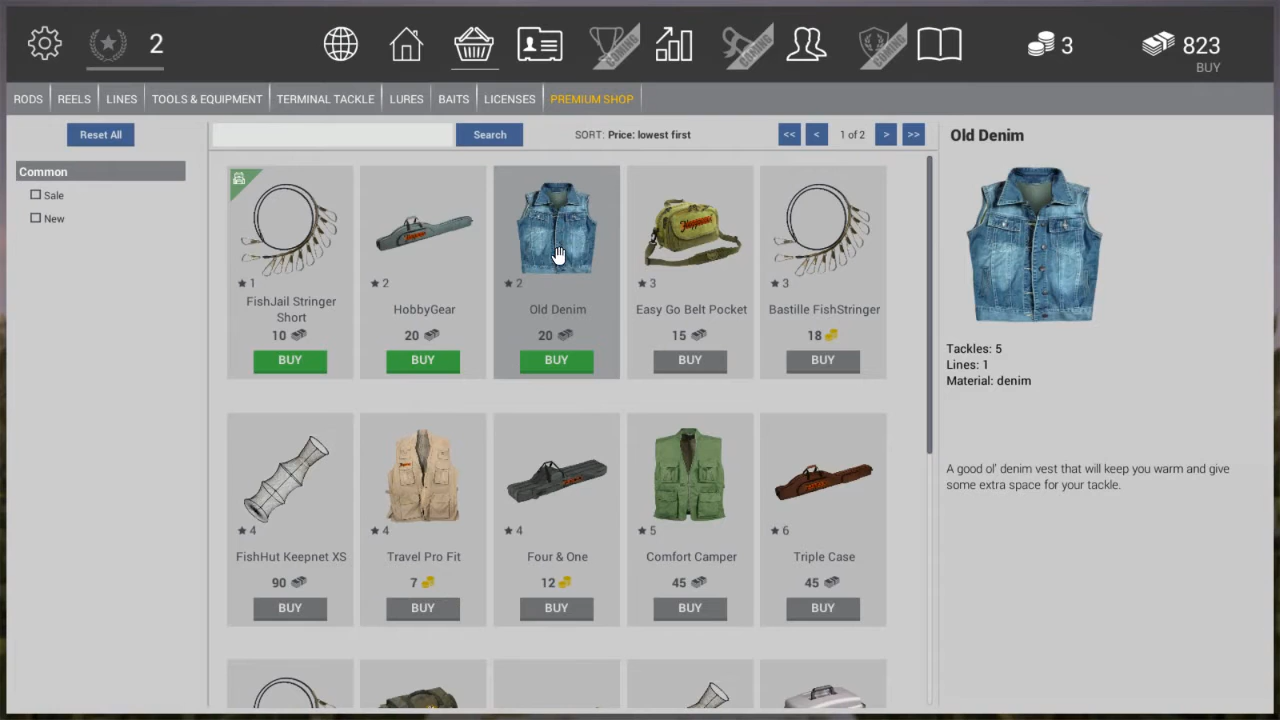 2
COMING
COMING
COMING
3
823
BUY
RODS
REELS
LINES
TOOLS & EQUIPMENT
TERMINAL TACKLE
LURES
BAITS
LICENSES
PREMIUM SHOP
Reset All
Common
Sale
New
Search
SORT: Price: lowest first
<<
<
1 of 2
>
>>
1
FishJail Stringer
Short
10
BUY
2
HobbyGear
20
BUY
2
Old Denim
20
BUY
3
Easy Go Belt Pocket
15
BUY
3
Bastille FishStringer
18
BUY
4
FishHut Keepnet XS
90
BUY
4
Travel Pro Fit
7
BUY
4
Four & One
12
BUY
5
Comfort Camper
45
BUY
6
Triple Case
45
BUY
Old Denim
Tackles: 5
Lines: 1
Material: denim
A good ol' denim vest that will keep you warm and give
some extra space for your tackle.